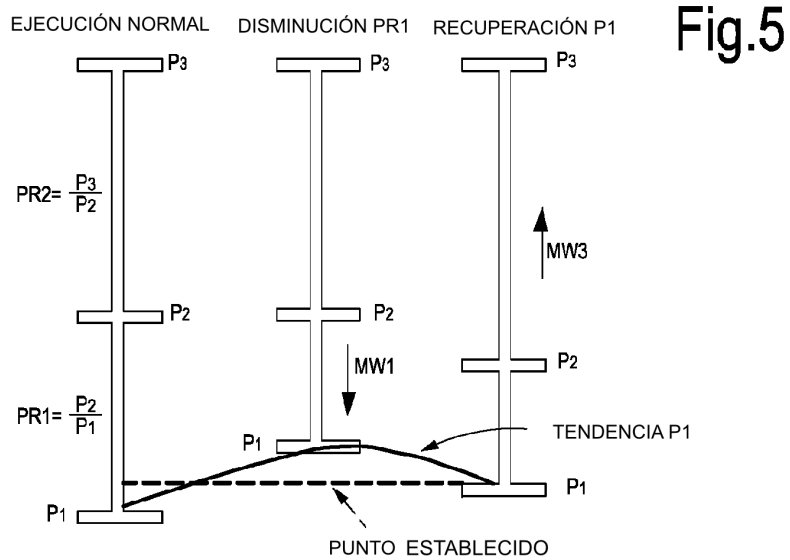 EJECUCIÓN NORMAL
DISMINUCIÓN PR1
RECUPERACIÓN P1
Fig.5
P3
P3
P3
PR2= P3/P2
MW3
P2
P2
P2
MW1
PR1= P2/P1
P1
TENDENCIA P1
P1
P1
PUNTO ESTABLECIDO